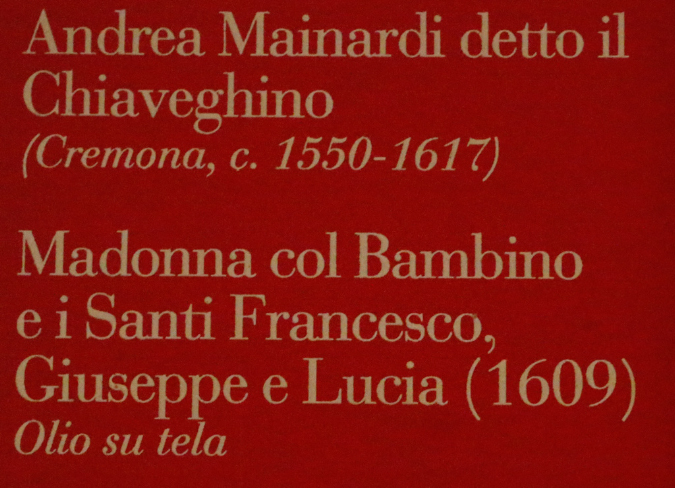 Andrea Mainardi detto il
Chiaveghino
(Cremona, c. 1550-1617)
Madonna col Bambino
e i Santi Francesco,
Giuseppe e Lucia (1609)
Olio su tela